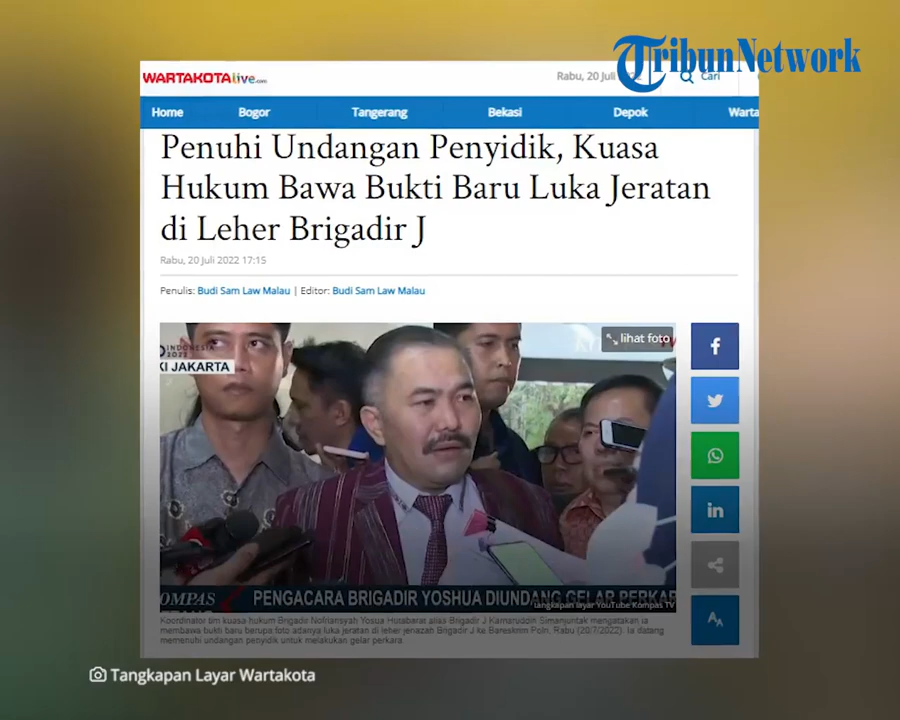 TribunNetwork
WARTAKOTAlive.com
Rabu, 20 Juli
Cari
Home Bogor Tangerang Bekasi Depok Warta
Penuhi Undangan Penyidik, Kuasa
Hukum Bawa Bukti Baru Luka Jeratan
di Leher Brigadir J
Rabu, 20 Juli 2022 17:15
Penulis: Budi Sam Law Malau | Editor: Budi Sam Law Malau
lihat foto
INDONESIA
2022
KI JAKARTA
OMPAS PENGACARA BRIGADIR YOSHUA DIUNDANG GELAR PERKAR
Tangkapan layar YouTube Kompas TV
Koordinator tim kuasa hukum Brigadir Nofriansyah Yosua Hutabarat alias Brigadir J Kamaruddin Simanjuntak mengatakan ia
membawa bukti baru berupa foto adanya luka jeratan di leher jenazah Brigadir J ke Bareskrim Polri, Rabu (20/7/2022). Ia datang
memenuhi undangan penyidik untuk melakukan gelar perkara
Tangkapan Layar Wartakota